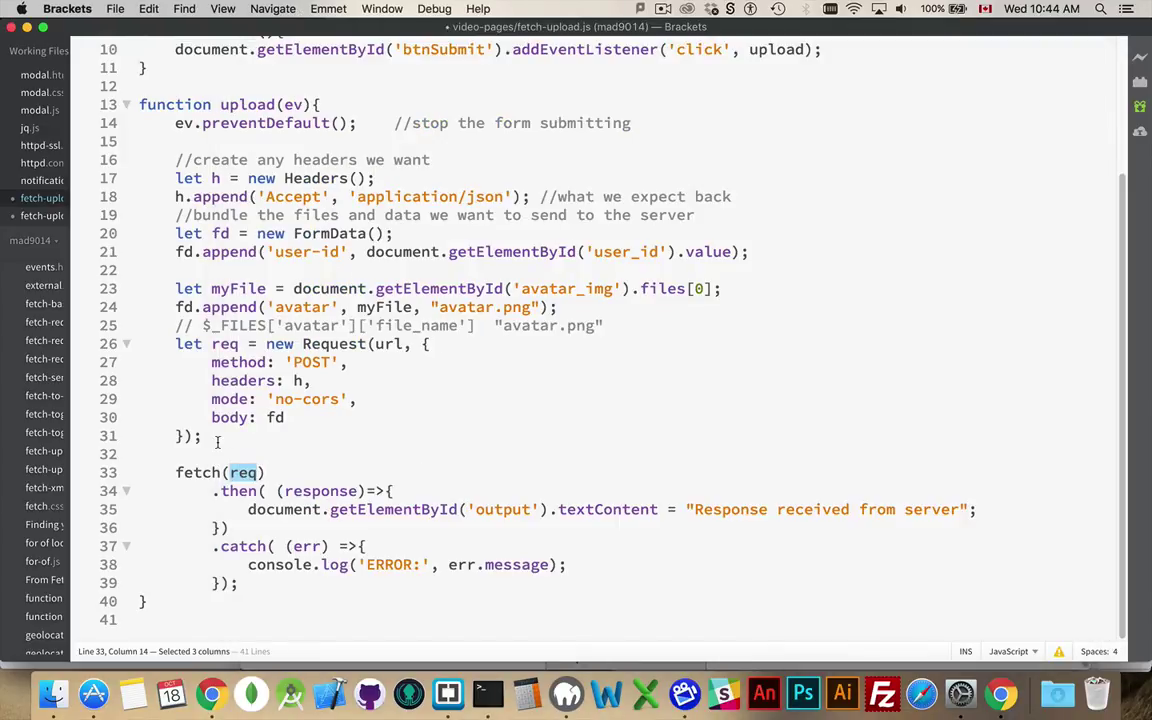 Brackets File Edit Find View Navigate Emmet Window Debug Help 100% Wed 10:44 AM
• video-pages/fetch-upload.js (mad9014) — Brackets
Working Files
modal.ht
modal.css
modal.js
jq.js
httpd-ssl.
httpd.con
notificati
• fetch-uplo
• fetch-uplo
mad9014
events.h
external.
fetch-ba
fetch-rec
fetch-rec
fetch-rec
fetch-ser
fetch-to-
fetch-tog
fetch-tog
fetch-up
fetch-up
fetch-xm
fetch.css
Finding y
for of loc
for-of.js
From Fet
function
function
geolocat
10 document.getElementById('btnSubmit').addEventListener('click', upload);
11 }
12
13 function upload(ev){
14 ev.preventDefault(); //stop the form submitting
15
16 //create any headers we want
17 let h = new Headers();
18 h.append('Accept', 'application/json'); //what we expect back
19 //bundle the files and data we want to send to the server
20 let fd = new FormData();
21 fd.append('user-id', document.getElementById('user_id').value);
22
23 let myFile = document.getElementById('avatar_img').files[0];
24 fd.append('avatar', myFile, "avatar.png");
25 // $_FILES['avatar']['file_name'] "avatar.png"
26 let req = new Request(url, {
27 method: 'POST',
28 headers: h,
29 mode: 'no-cors',
30 body: fd
31 });
32
33 fetch(req)
34 .then( (response)=>{
35 document.getElementById('output').textContent = "Response received from server";
36 })
37 .catch( (err) =>{
38 console.log('ERROR:', err.message);
39 });
40 }
41
Line 33, Column 14 — Selected 3 columns — 41 Lines INS JavaScript Spaces: 4
OCT
18
An Ps Ai Fz